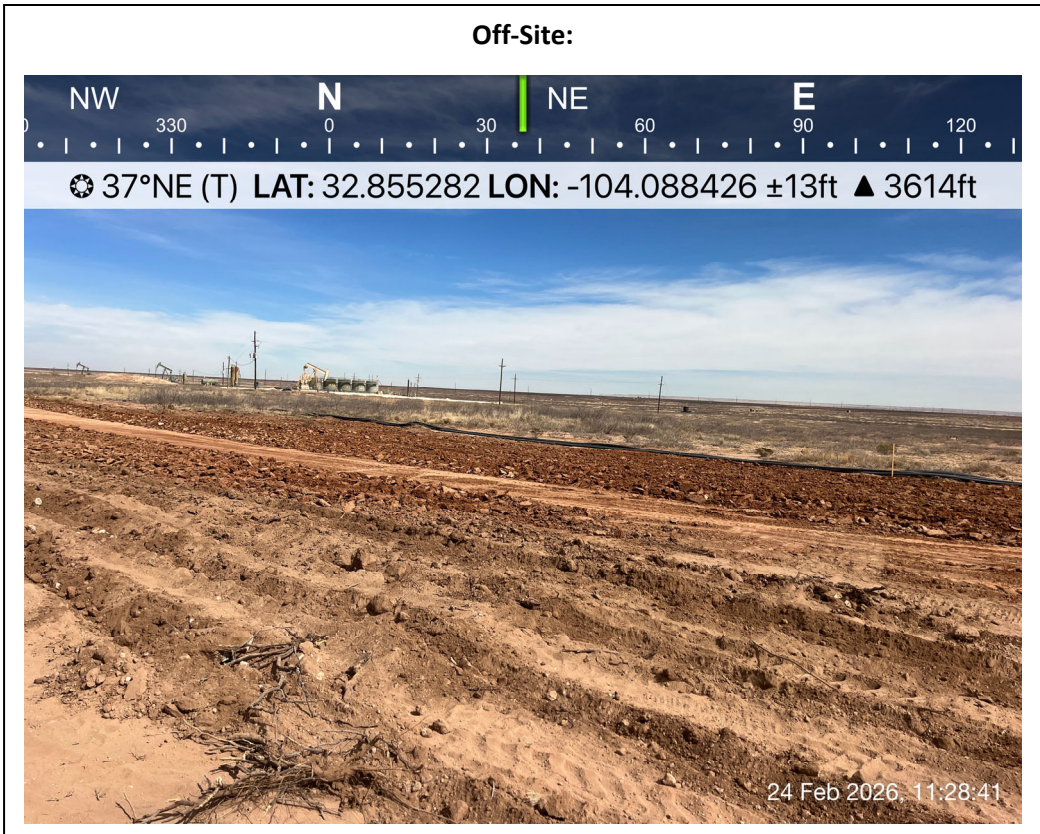 Off-Site:
NW N NE E
330 0 30 60 90 120
37°NE (T) LAT: 32.855282 LON: -104.088426 ±13ft ▲ 3614ft
24 Feb 2026, 11:28:41